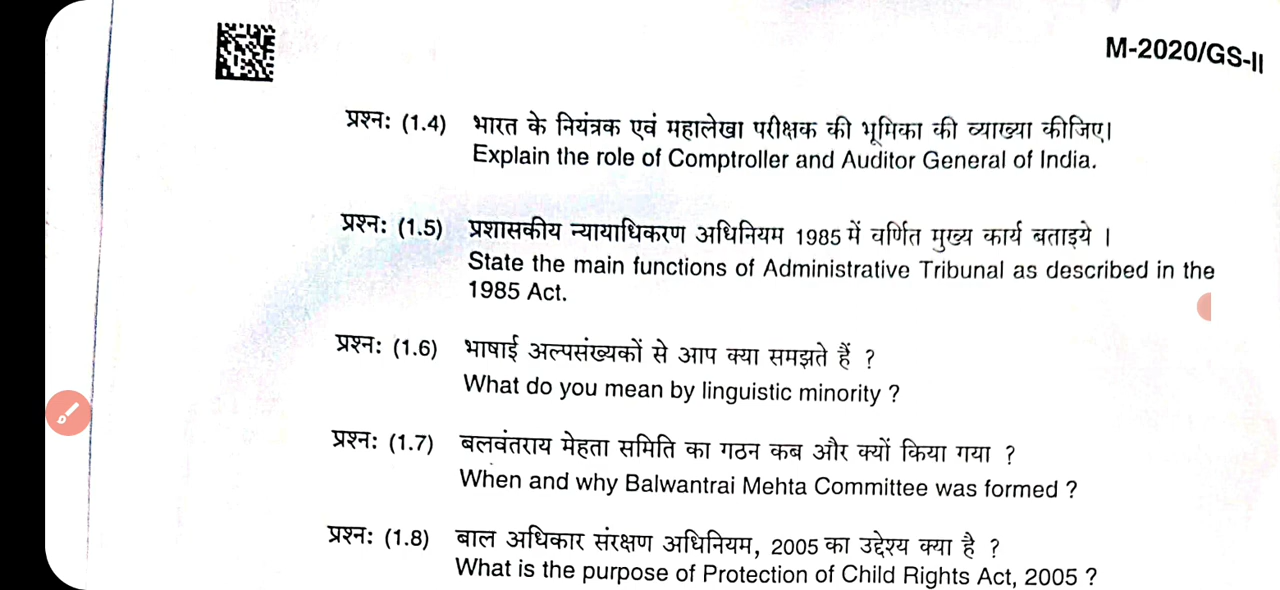 M-2020/GS-II
प्रश्न: (1.4) भारत के नियंत्रक एवं महालेखा परीक्षक की भूमिका की व्याख्या कीजिए।
Explain the role of Comptroller and Auditor General of India.
प्रश्न: (1.5) प्रशासकीय न्यायाधिकरण अधिनियम 1985 में वर्णित मुख्य कार्य बताइये ।
State the main functions of Administrative Tribunal as described in the
1985 Act.
प्रश्न: (1.6) भाषाई अल्पसंख्यकों से आप क्या समझते हैं ?
What do you mean by linguistic minority ?
प्रश्न: (1.7) बलवंतराय मेहता समिति का गठन कब और क्यों किया गया ?
When and why Balwantrai Mehta Committee was formed ?
प्रश्न: (1.8) बाल अधिकार संरक्षण अधिनियम, 2005 का उद्देश्य क्या है ?
What is the purpose of Protection of Child Rights Act, 2005 ?